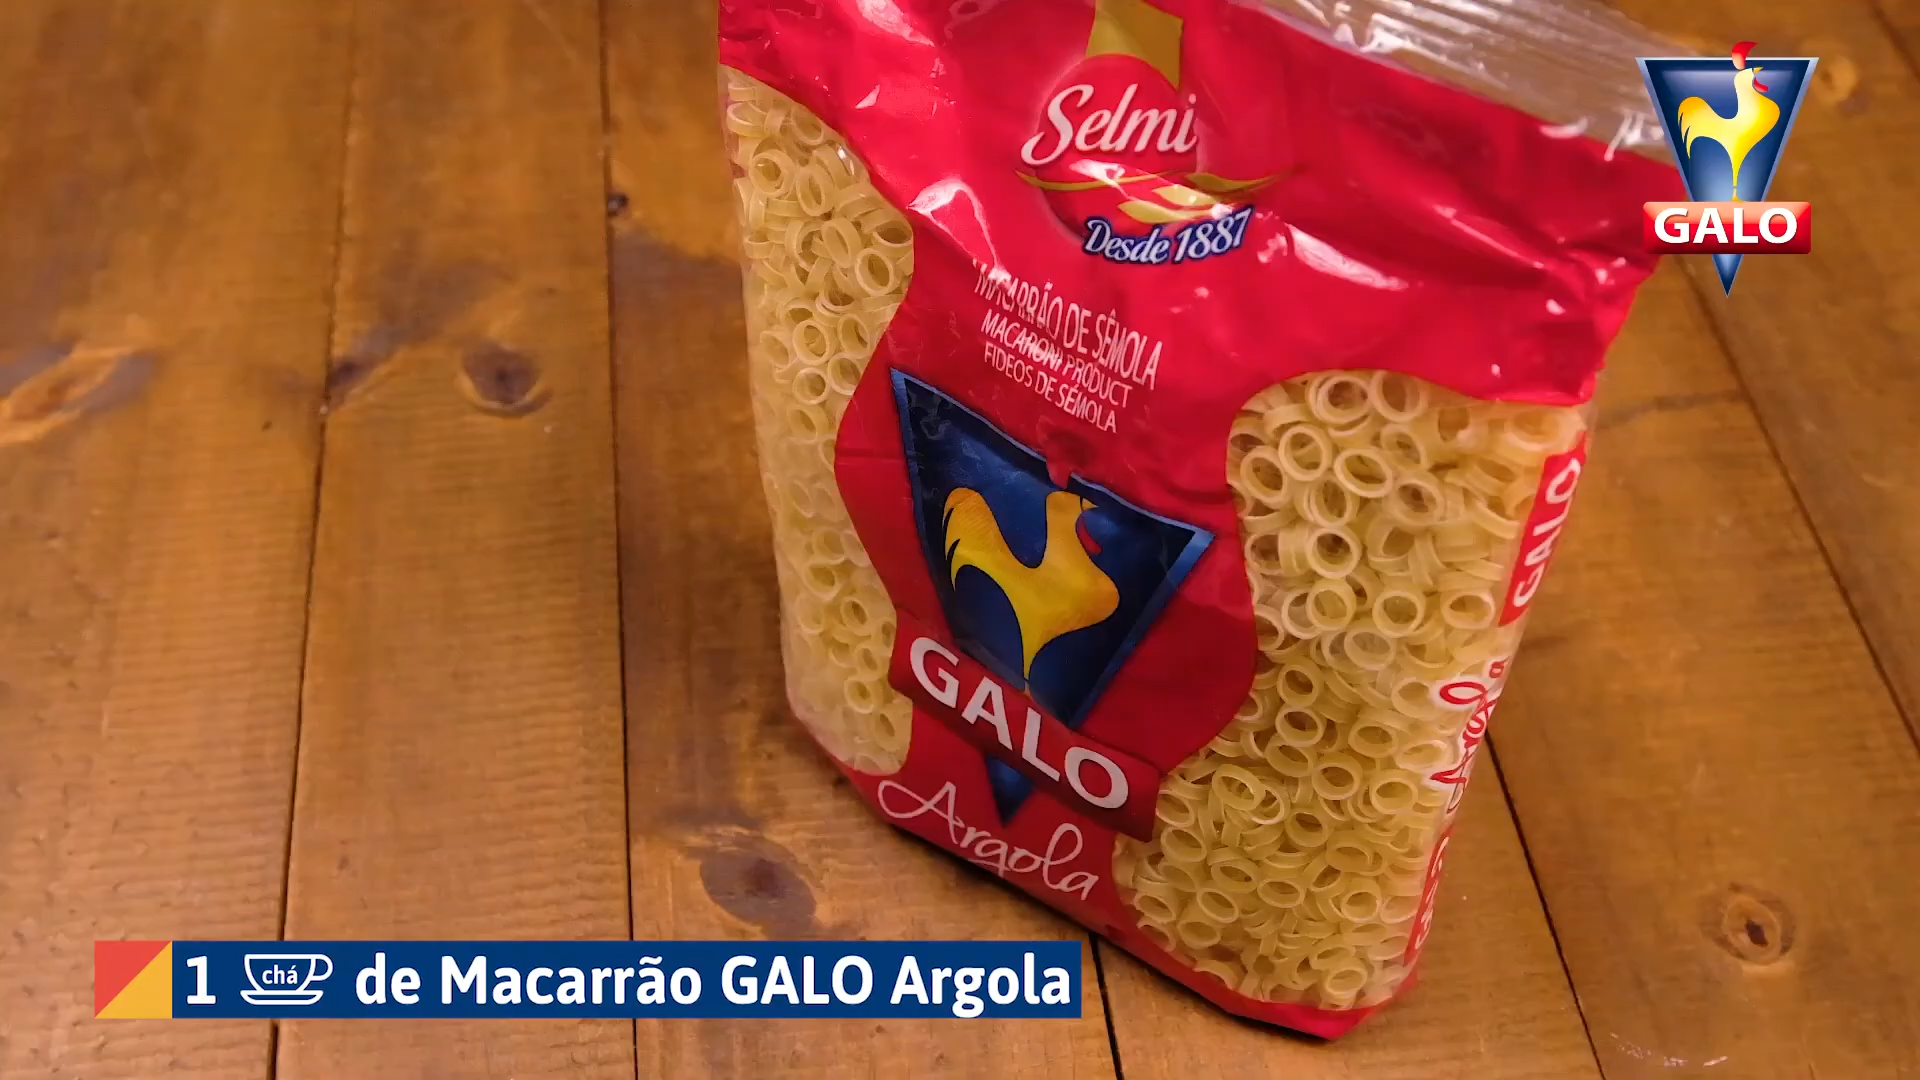 Selmi
Desde 1887
MACARRÃO DE SÊMOLA
MACARONI PRODUCT
FIDEOS DE SÉMOLA
GALO
Argola
GALO
Argola
GALO
1 chá de Macarrão GALO Argola